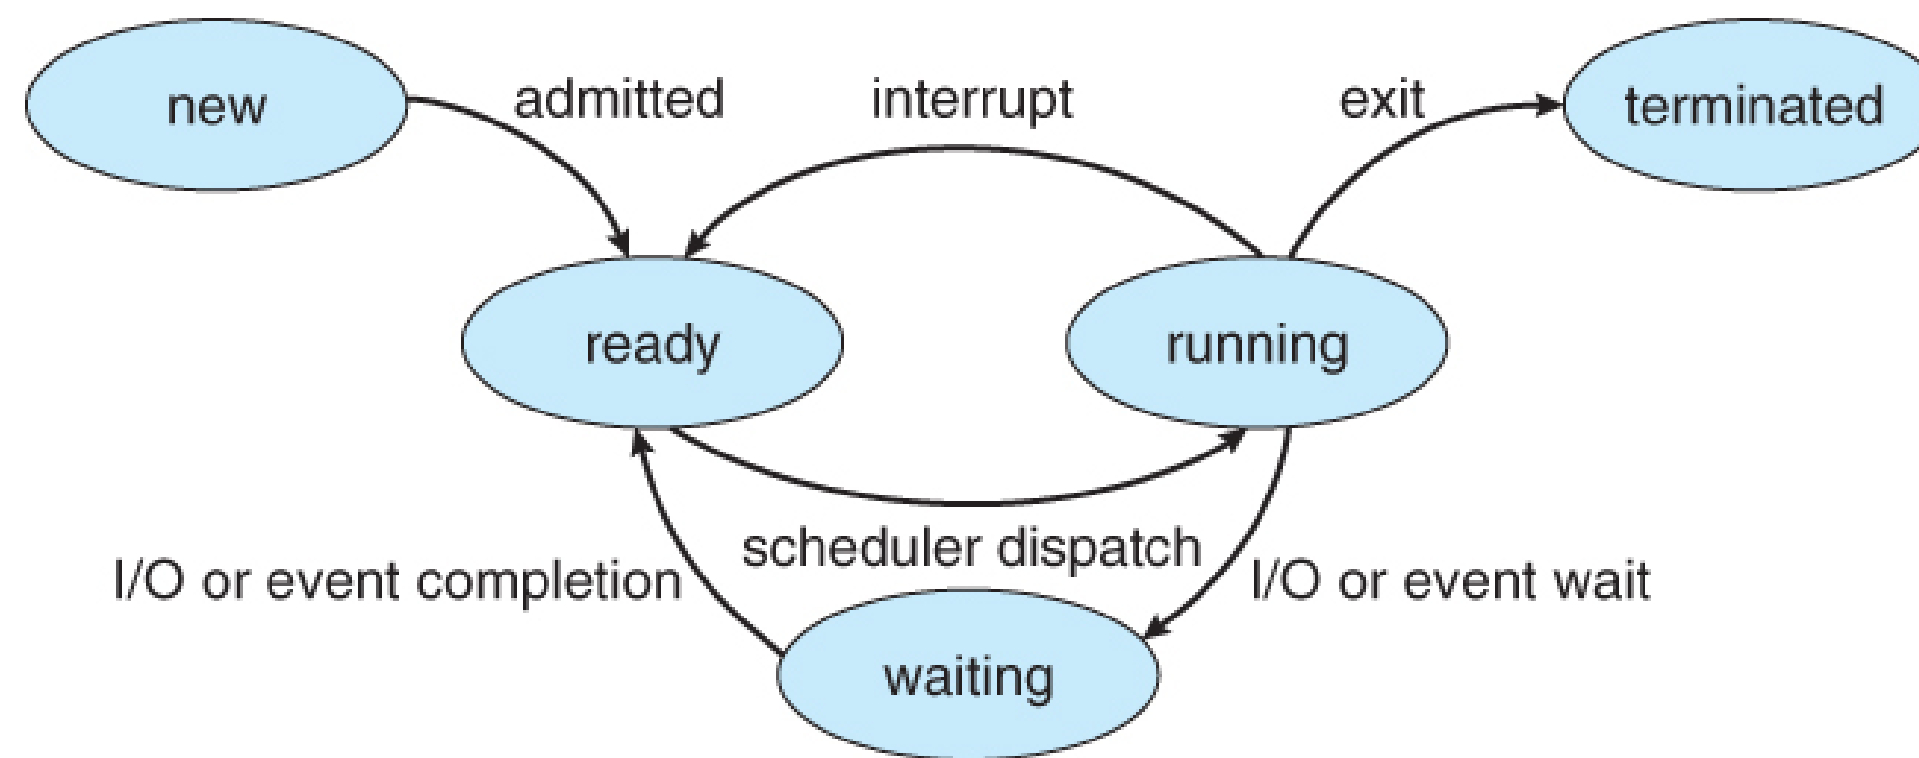 new
admitted
interrupt
exit
terminated
ready
running
scheduler dispatch
I/O or event completion
I/O or event wait
waiting